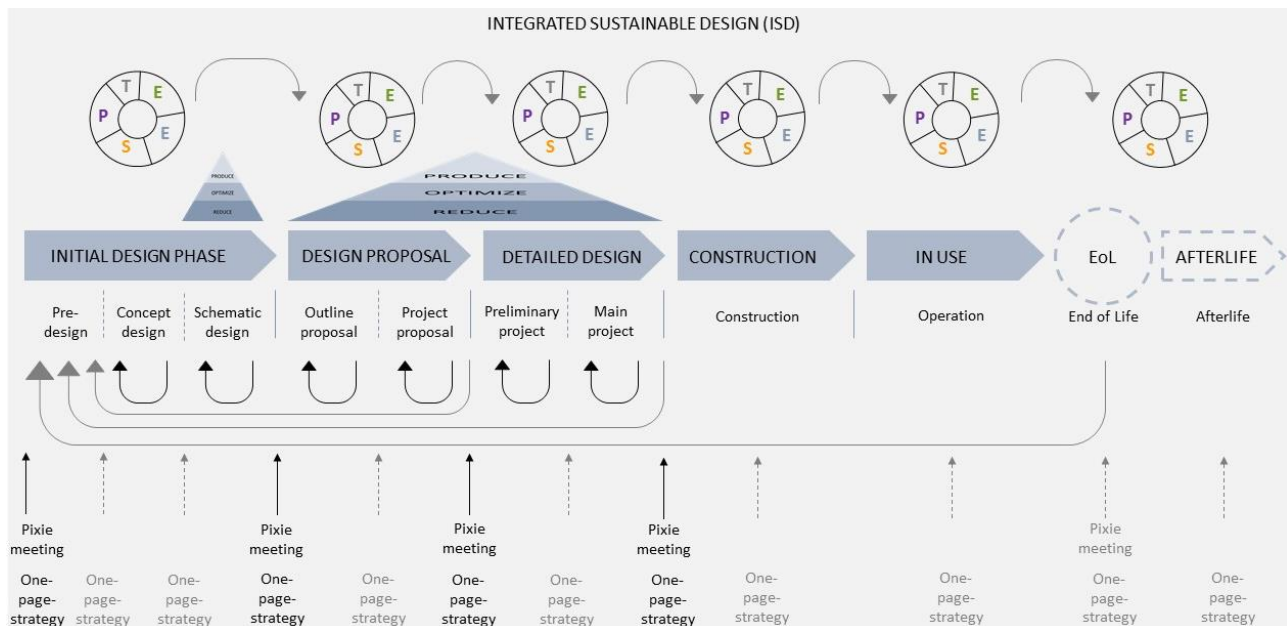 INTEGRATED SUSTAINABLE DESIGN (ISD)
T E P E S
T E P E S
T E P E S
T E P E S
T E P E S
T E P E S
PRODUCE
OPTIMIZE
REDUCE
PRODUCE
OPTIMIZE
REDUCE
INITIAL DESIGN PHASE
DESIGN PROPOSAL
DETAILED DESIGN
CONSTRUCTION
IN USE
EoL
AFTERLIFE
Pre-
design
Concept
design
Schematic
design
Outline
proposal
Project
proposal
Preliminary
project
Main
project
Construction
Operation
End of Life
Afterlife
Pixie
meeting
Pixie
meeting
Pixie
meeting
Pixie
meeting
Pixie
meeting
One-
page-
strategy
One-
page-
strategy
One-
page-
strategy
One-
page-
strategy
One-
page-
strategy
One-
page-
strategy
One-
page-
strategy
One-
page-
strategy
One-
page-
strategy
One-
page-
strategy
One-
page-
strategy
One-
page-
strategy